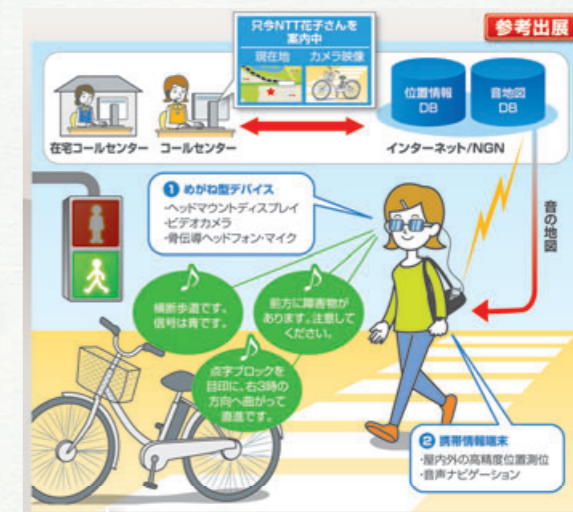 参考出展
只今NTT花子さんを
案内中
現在地
カメラ映像
在宅コールセンター
コールセンター
位置情報
DB
音地図
DB
インターネット/NGN
音の地図
❶ めがね型デバイス
・ヘッドマウントディスプレイ
・ビデオカメラ
・骨伝導ヘッドフォン・マイク
横断歩道です。
信号は青です。
前方に障害物が
あります。注意して
ください。
点字ブロックを
目印に、右3時の
方向へ曲がって
直進です。
❷ 携帯情報端末
・屋内外の高精度位置測位
・音声ナビゲーション